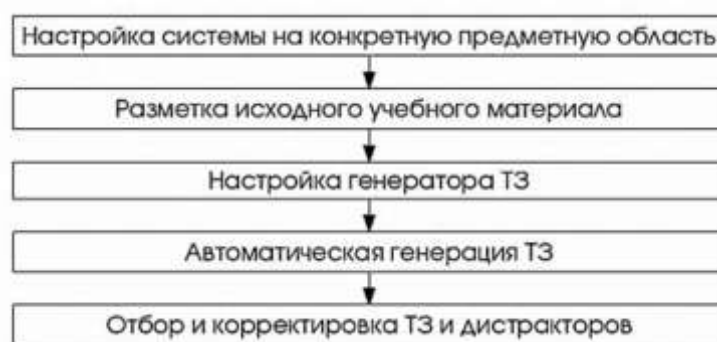 Настройка системы на конкретную предметную область
Разметка исходного учебного материала
Настройка генератора ТЗ
Автоматическая генерация ТЗ
Отбор и корректировка ТЗ и дистракторов